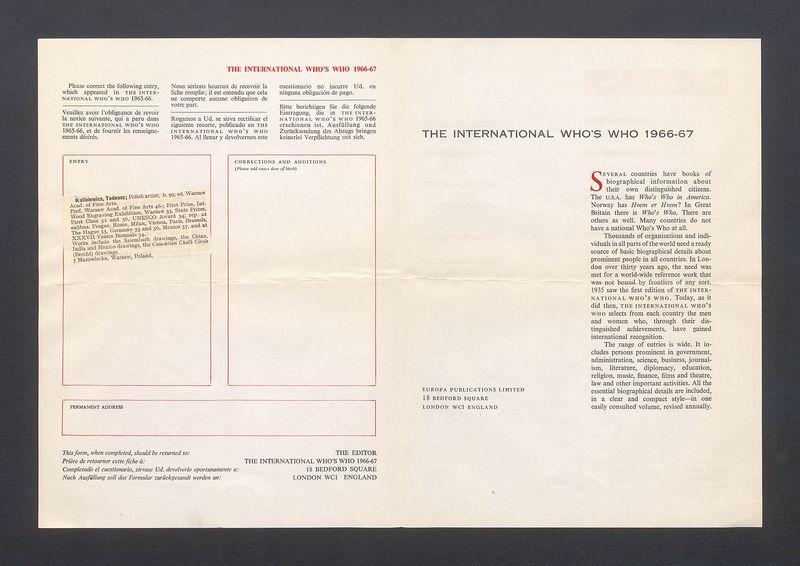 THE INTERNATIONAL WHO'S WHO 1966-67
Please correct the following entry,
which appeared in THE INTER-
NATIONAL WHO'S WHO 1965-66.
Veuillez avoir l'obligeance de revoir
la notice suivante, qui a paru dans
THE INTERNATIONAL WHO'S WHO
1965-66, et de fournir les renseigne-
ments désirés.
Nous serions heureux de recevoir la
fiche remplie; il est entendu que cela
ne comporte aucune obligation de
votre part.
Rogamos a Ud. se sirva rectificar el
siguiente recorte, publicado en THE
INTERNATIONAL WHO'S WHO
1965-66. Al llenar y devolvernos este
cuestionario no incurre Ud. en
ninguna obligación de pago.
Bitte berichtigen Sie die folgende
Eintragung, die in THE INTER-
NATIONAL WHO'S WHO 1965-66
erschienen ist. Ausfüllung und
Zurücksendung des Abzugs bringen
keinerlei Verpflichtung mit sich.
ENTRY
Kulisiewicz, Tadeusz; Polish artist; b. 99; ed. Warsaw
Acad. of Fine Arts.
Prof. Warsaw Acad. of Fine Arts 46-; First Prize, Int.
Wood Engraving Exhibition, Warsaw 33, State Prizes,
First Class 52 and 56, UNESCO Award 54; rep. at
exhbns. Prague, Rome, Milan, Vienna, Paris, Brussels,
The Hague 53, Germany 55 and 56, Mexico 57, and at
XXXVII Venice Biennale 54.
Works include the Szlembark drawings, the China,
India and Mexico drawings, the Caucasian Chalk Circle
(Brecht) drawings.
7 Mazowiecka, Warsaw, Poland.
CORRECTIONS AND ADDITIONS
(Please add exact date of birth)
PERMANENT ADDRESS
This form, when completed, should be returned to:
Prière de retourner cette fiche à:
Completado el cuestionario, sírvase Ud. devolverlo oportunamente a:
Nach Ausfüllung soll das Formular zurückgesandt werden an:
THE EDITOR
THE INTERNATIONAL WHO'S WHO 1966-67
18 BEDFORD SQUARE
LONDON WC1 ENGLAND
THE INTERNATIONAL WHO'S WHO 1966-67
SEVERAL countries have books of
biographical information about
their own distinguished citizens.
The U.S.A. has Who's Who in America.
Norway has Hvem er Hvem? In Great
Britain there is Who's Who. There are
others as well. Many countries do not
have a national Who's Who at all.
Thousands of organisations and indi-
viduals in all parts of the world need a ready
source of basic biographical details about
prominent people in all countries. In Lon-
don over thirty years ago, the need was
met for a world-wide reference work that
was not bound by frontiers of any sort.
1935 saw the first edition of THE INTER-
NATIONAL WHO'S WHO. Today, as it
did then, THE INTERNATIONAL WHO'S
WHO selects from each country the men
and women who, through their dis-
tinguished achievements, have gained
international recognition.
The range of entries is wide. It in-
cludes persons prominent in government,
administration, science, business, journal-
ism, literature, diplomacy, education,
religion, music, finance, films and theatre,
law and other important activities. All the
essential biographical details are included,
in a clear and compact style—in one
easily consulted volume, revised annually.
EUROPA PUBLICATIONS LIMITED
18 BEDFORD SQUARE
LONDON WC1 ENGLAND